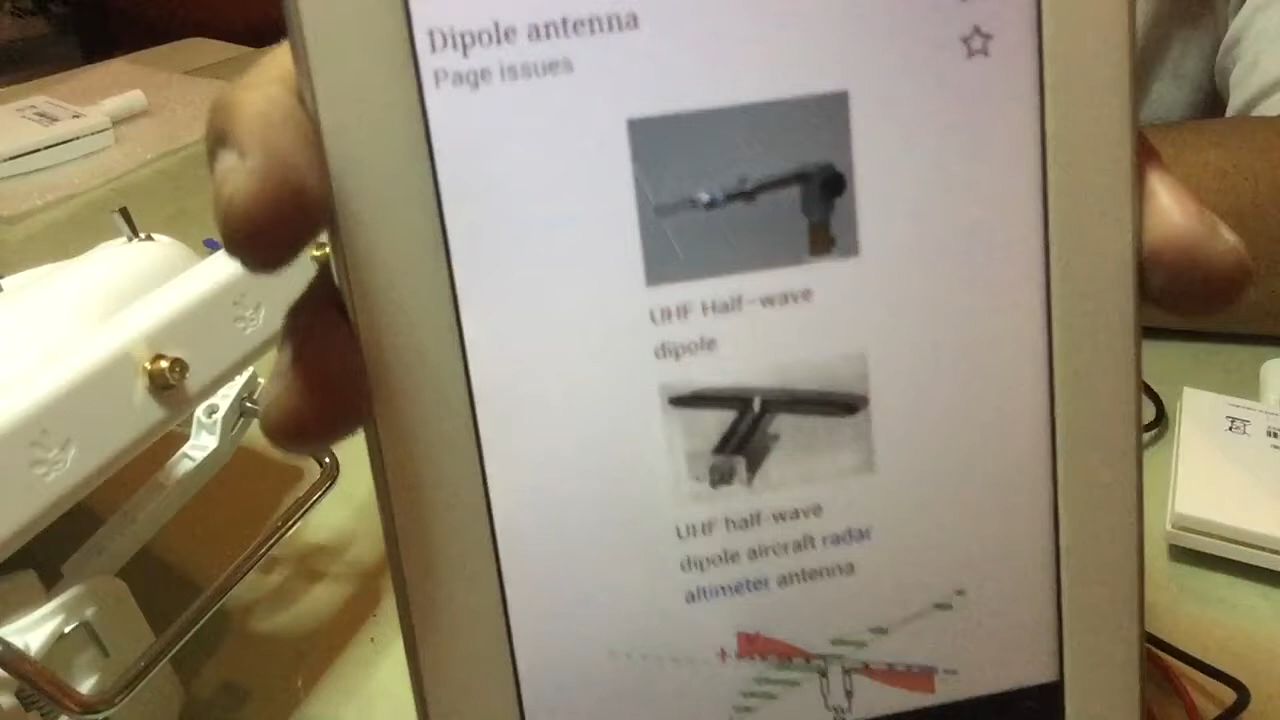 Dipole antenna
Page issues
UHF Half-wave
dipole
UHF half-wave
dipole aircraft radar
altimeter antenna